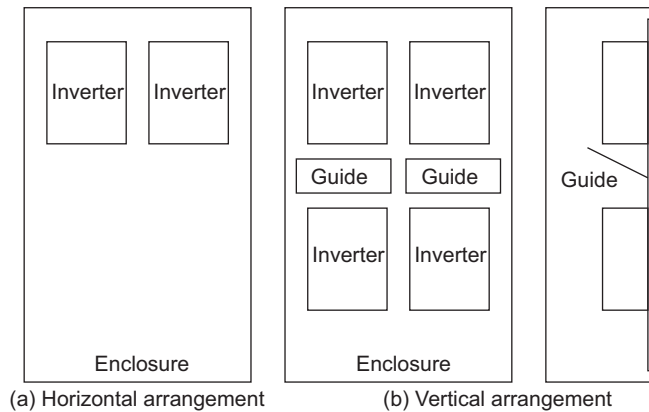 Inverter Inverter
Enclosure
(a) Horizontal arrangement
Inverter Inverter
Guide Guide
Inverter Inverter
Enclosure
Guide
(b) Vertical arrangement